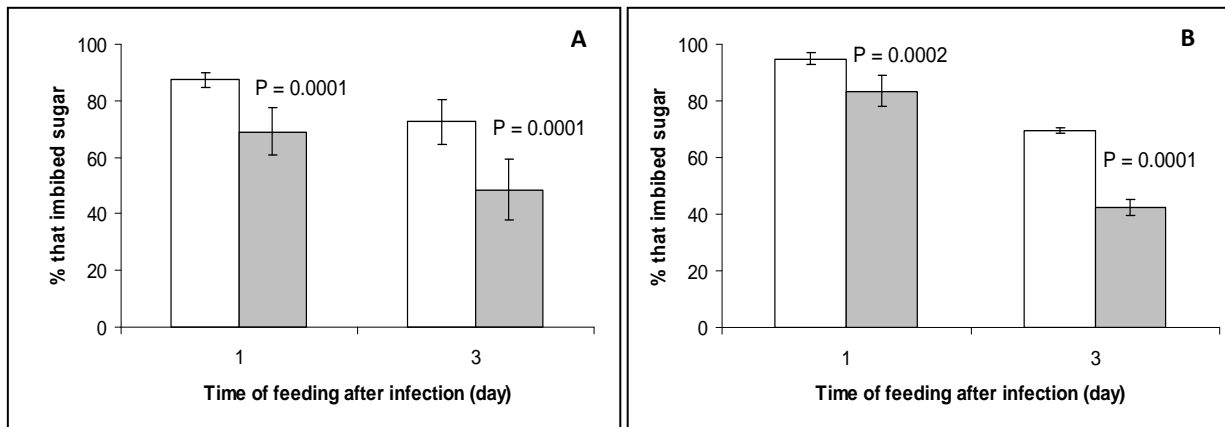 A
100
80
60
40
20
0
% that imbibed sugar
P = 0.0001
P = 0.0001
1 3
Time of feeding after infection (day)
B
100
80
60
40
20
0
% that imbibed sugar
P = 0.0002
P = 0.0001
1 3
Time of feeding after infection (day)